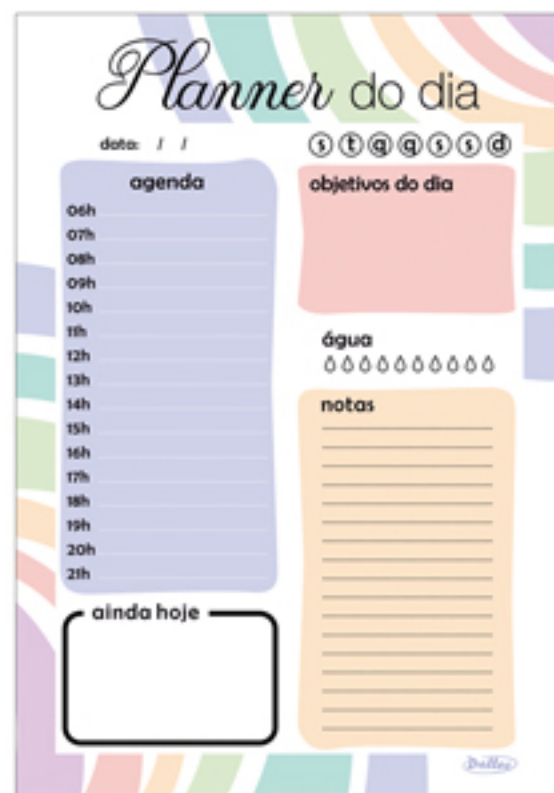 Planner do dia
data: / /
s t q q s s d
agenda
06h
07h
08h
09h
10h
11h
12h
13h
14h
15h
16h
17h
18h
19h
20h
21h
objetivos do dia
água
notas
ainda hoje